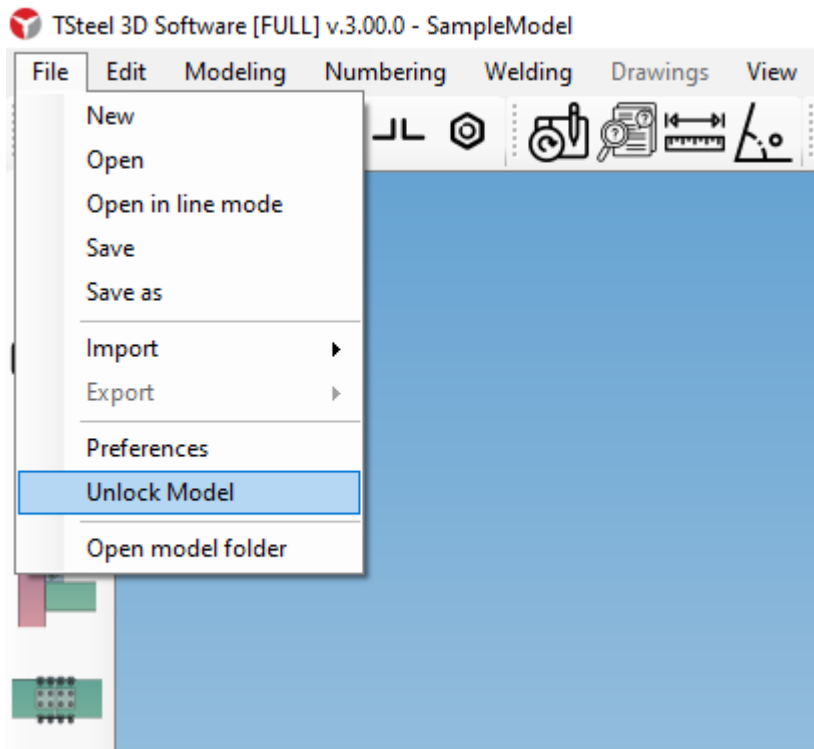 TSteel 3D Software [FULL] v.3.00.0 - SampleModel
File Edit Modeling Numbering Welding Drawings View
New
Open
Open in line mode
Save
Save as
Import
Export
Preferences
Unlock Model
Open model folder